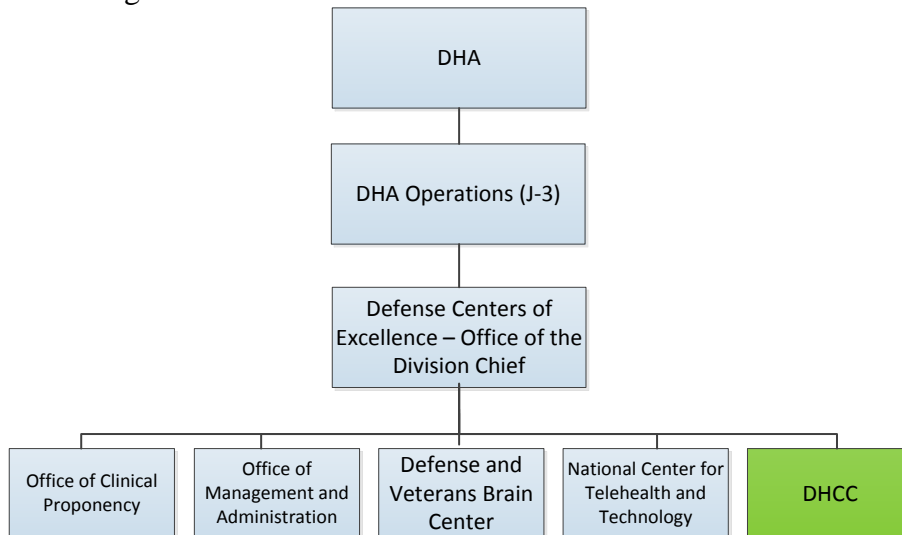 DHA
DHA Operations (J-3)
Defense Centers of
Excellence – Office of the
Division Chief
Office of Clinical
Proponency
Office of
Management and
Administration
Defense and
Veterans Brain
Center
National Center for
Telehealth and
Technology
DHCC